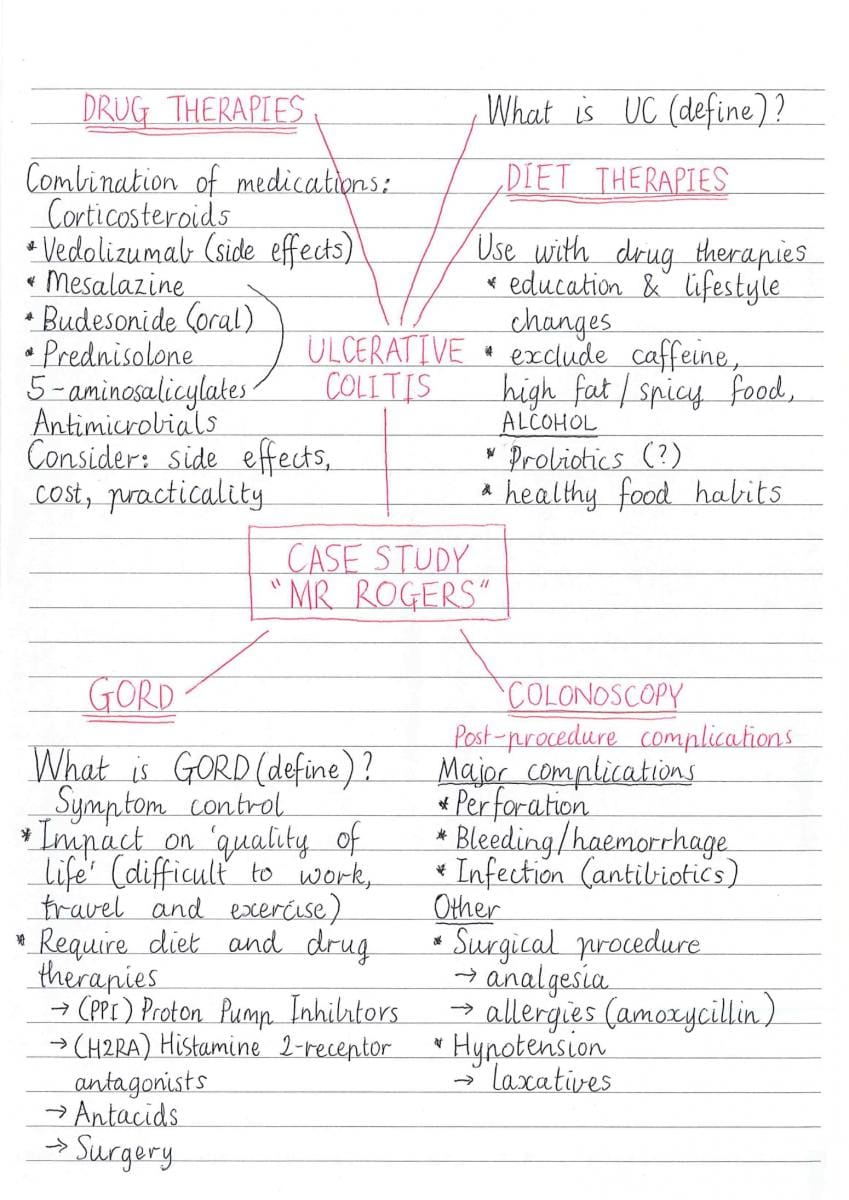 DRUG THERAPIES
Combination of medications:
Corticosteroids
* Vedolizumab (side effects)
* Mesalazine
* Budesonide (oral)
* Prednisolone
5-aminosalicylates
Antimicrobials
Consider: side effects,
cost, practicality
What is UC (define)?
DIET THERAPIES
Use with drug therapies
* education & lifestyle
changes
* exclude caffeine,
high fat / spicy food,
ALCOHOL
* Probiotics (?)
* healthy food habits
ULCERATIVE
COLITIS
CASE STUDY
"MR ROGERS"
GORD
What is GORD (define)?
Symptom control
* Impact on 'quality of
life' (difficult to work,
travel and exercise)
* Require diet and drug
therapies
→ (PPI) Proton Pump Inhibitors
→ (H2RA) Histamine 2-receptor
antagonists
→ Antacids
→ Surgery
COLONOSCOPY
Post-procedure complications
Major complications
* Perforation
* Bleeding/haemorrhage
* Infection (antibiotics)
Other
* Surgical procedure
→ analgesia
→ allergies (amoxycillin)
* Hypotension
→ laxatives